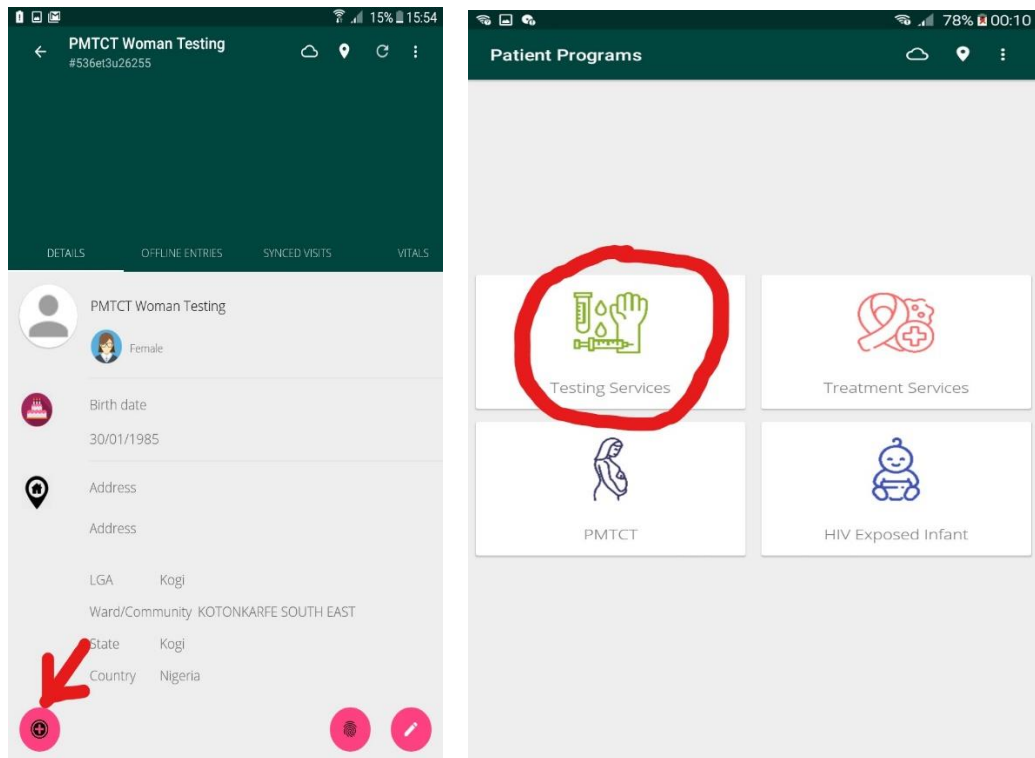 15% 15:54
PMTCT Woman Testing
#536et3u26255
DETAILS OFFLINE ENTRIES SYNCED VISITS VITALS
PMTCT Woman Testing
Female
Birth date
30/01/1985
Address
Address
LGA Kogi
Ward/Community KOTONKARFE SOUTH EAST
State Kogi
Country Nigeria
78% 00:10
Patient Programs
Testing Services
Treatment Services
PMTCT
HIV Exposed Infant